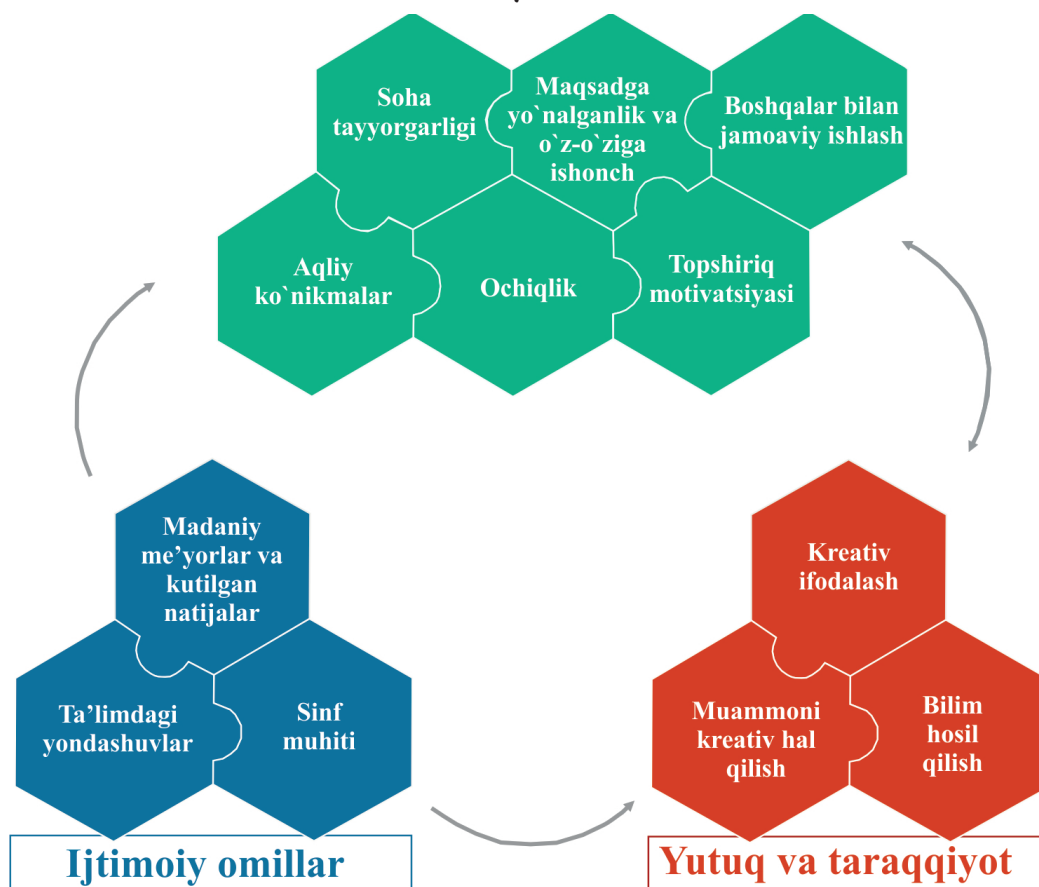 Soha
tayyorgarligi
Maqsadga
yo`nalganlik va
o`z-o`ziga
ishonch
Boshqalar bilan
jamoaviy ishlash
Aqliy
ko`nikmalar
Ochiqlik
Topshiriq
motivatsiyasi
Madaniy
me’yorlar va
kutilgan
natijalar
Ta’limdagi
yondashuvlar
Sinf
muhiti
Ijtimoiy omillar
Kreativ
ifodalash
Muammoni
kreativ hal
qilish
Bilim
hosil
qilish
Yutuq va taraqqiyot